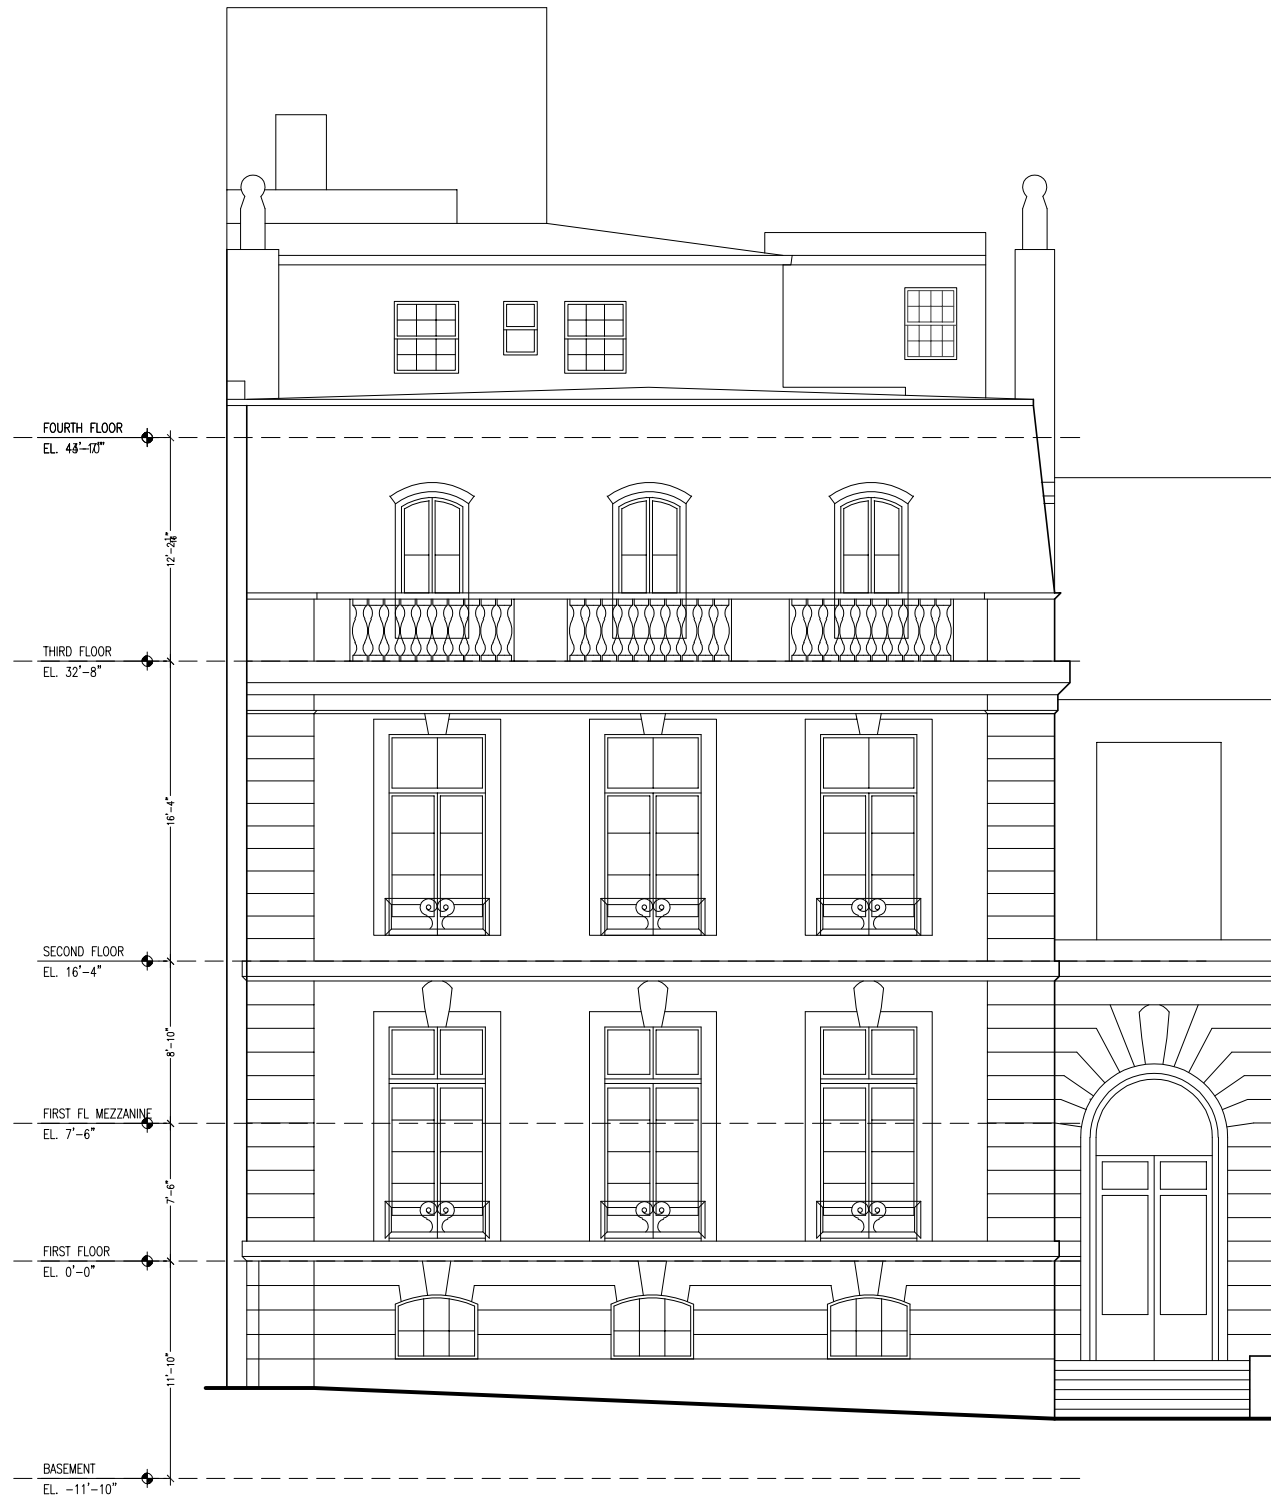 FOURTH FLOOR
EL.
THIRD FLOOR
EL. 32'-8"
16'-4"
SECOND FLOOR
EL. 16'-4"
8'-10"
FIRST FL MEZZANINE
EL. 7'-6"
7'-6"
FIRST FLOOR
EL. 0'-0"
11'-10"
BASEMENT
EL. -11'-10"